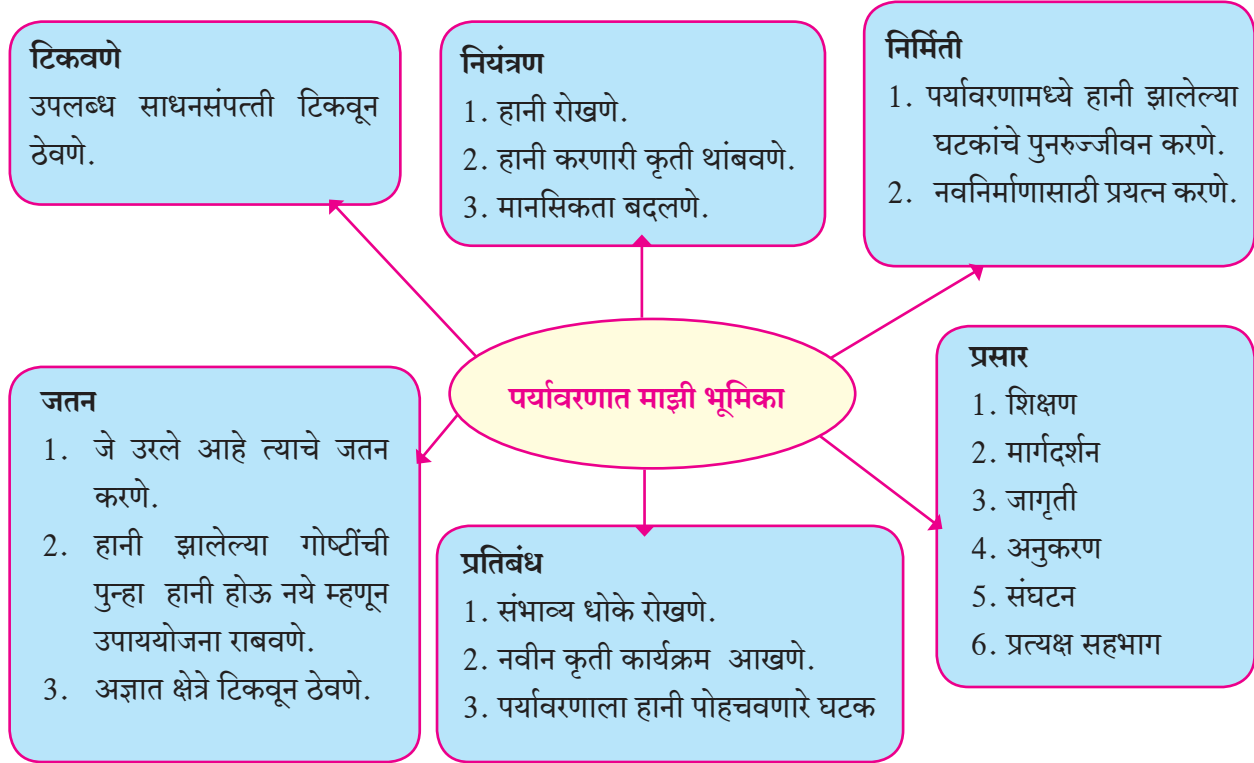 टिकवणे
उपलब्ध साधनसंपत्ती टिकवून
ठेवणे.
नियंत्रण
1. हानी रोखणे.
2. हानी करणारी कृती थांबवणे.
3. मानसिकता बदलणे.
निर्मिती
1. पर्यावरणामध्ये हानी झालेल्या
घटकांचे पुनरुज्जीवन करणे.
2. नवनिर्माणासाठी प्रयत्न करणे.
पर्यावरणात माझी भूमिका
जतन
1. जे उरले आहे त्याचे जतन
करणे.
2. हानी झालेल्या गोष्टींची
पुन्हा हानी होऊ नये म्हणून
उपाययोजना राबवणे.
3. अज्ञात क्षेत्रे टिकवून ठेवणे.
प्रतिबंध
1. संभाव्य धोके रोखणे.
2. नवीन कृती कार्यक्रम आखणे.
3. पर्यावरणाला हानी पोहचवणारे घटक
प्रसार
1. शिक्षण
2. मार्गदर्शन
3. जागृती
4. अनुकरण
5. संघटन
6. प्रत्यक्ष सहभाग